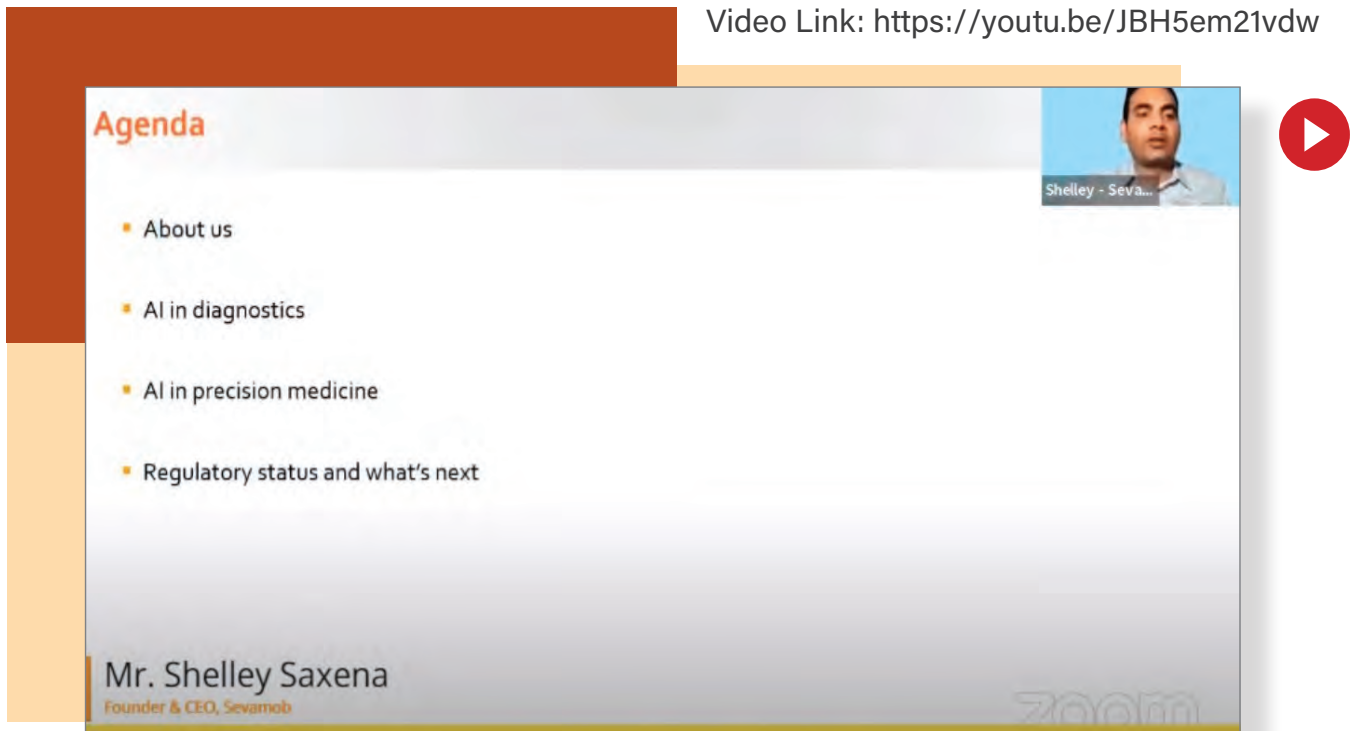 Video Link: https://youtu.be/JBH5em21vdw
Agenda
Shelley - Seva...
▪ About us
▪ AI in diagnostics
▪ AI in precision medicine
▪ Regulatory status and what's next
Mr. Shelley Saxena
Founder & CEO, Sevamob
zoom